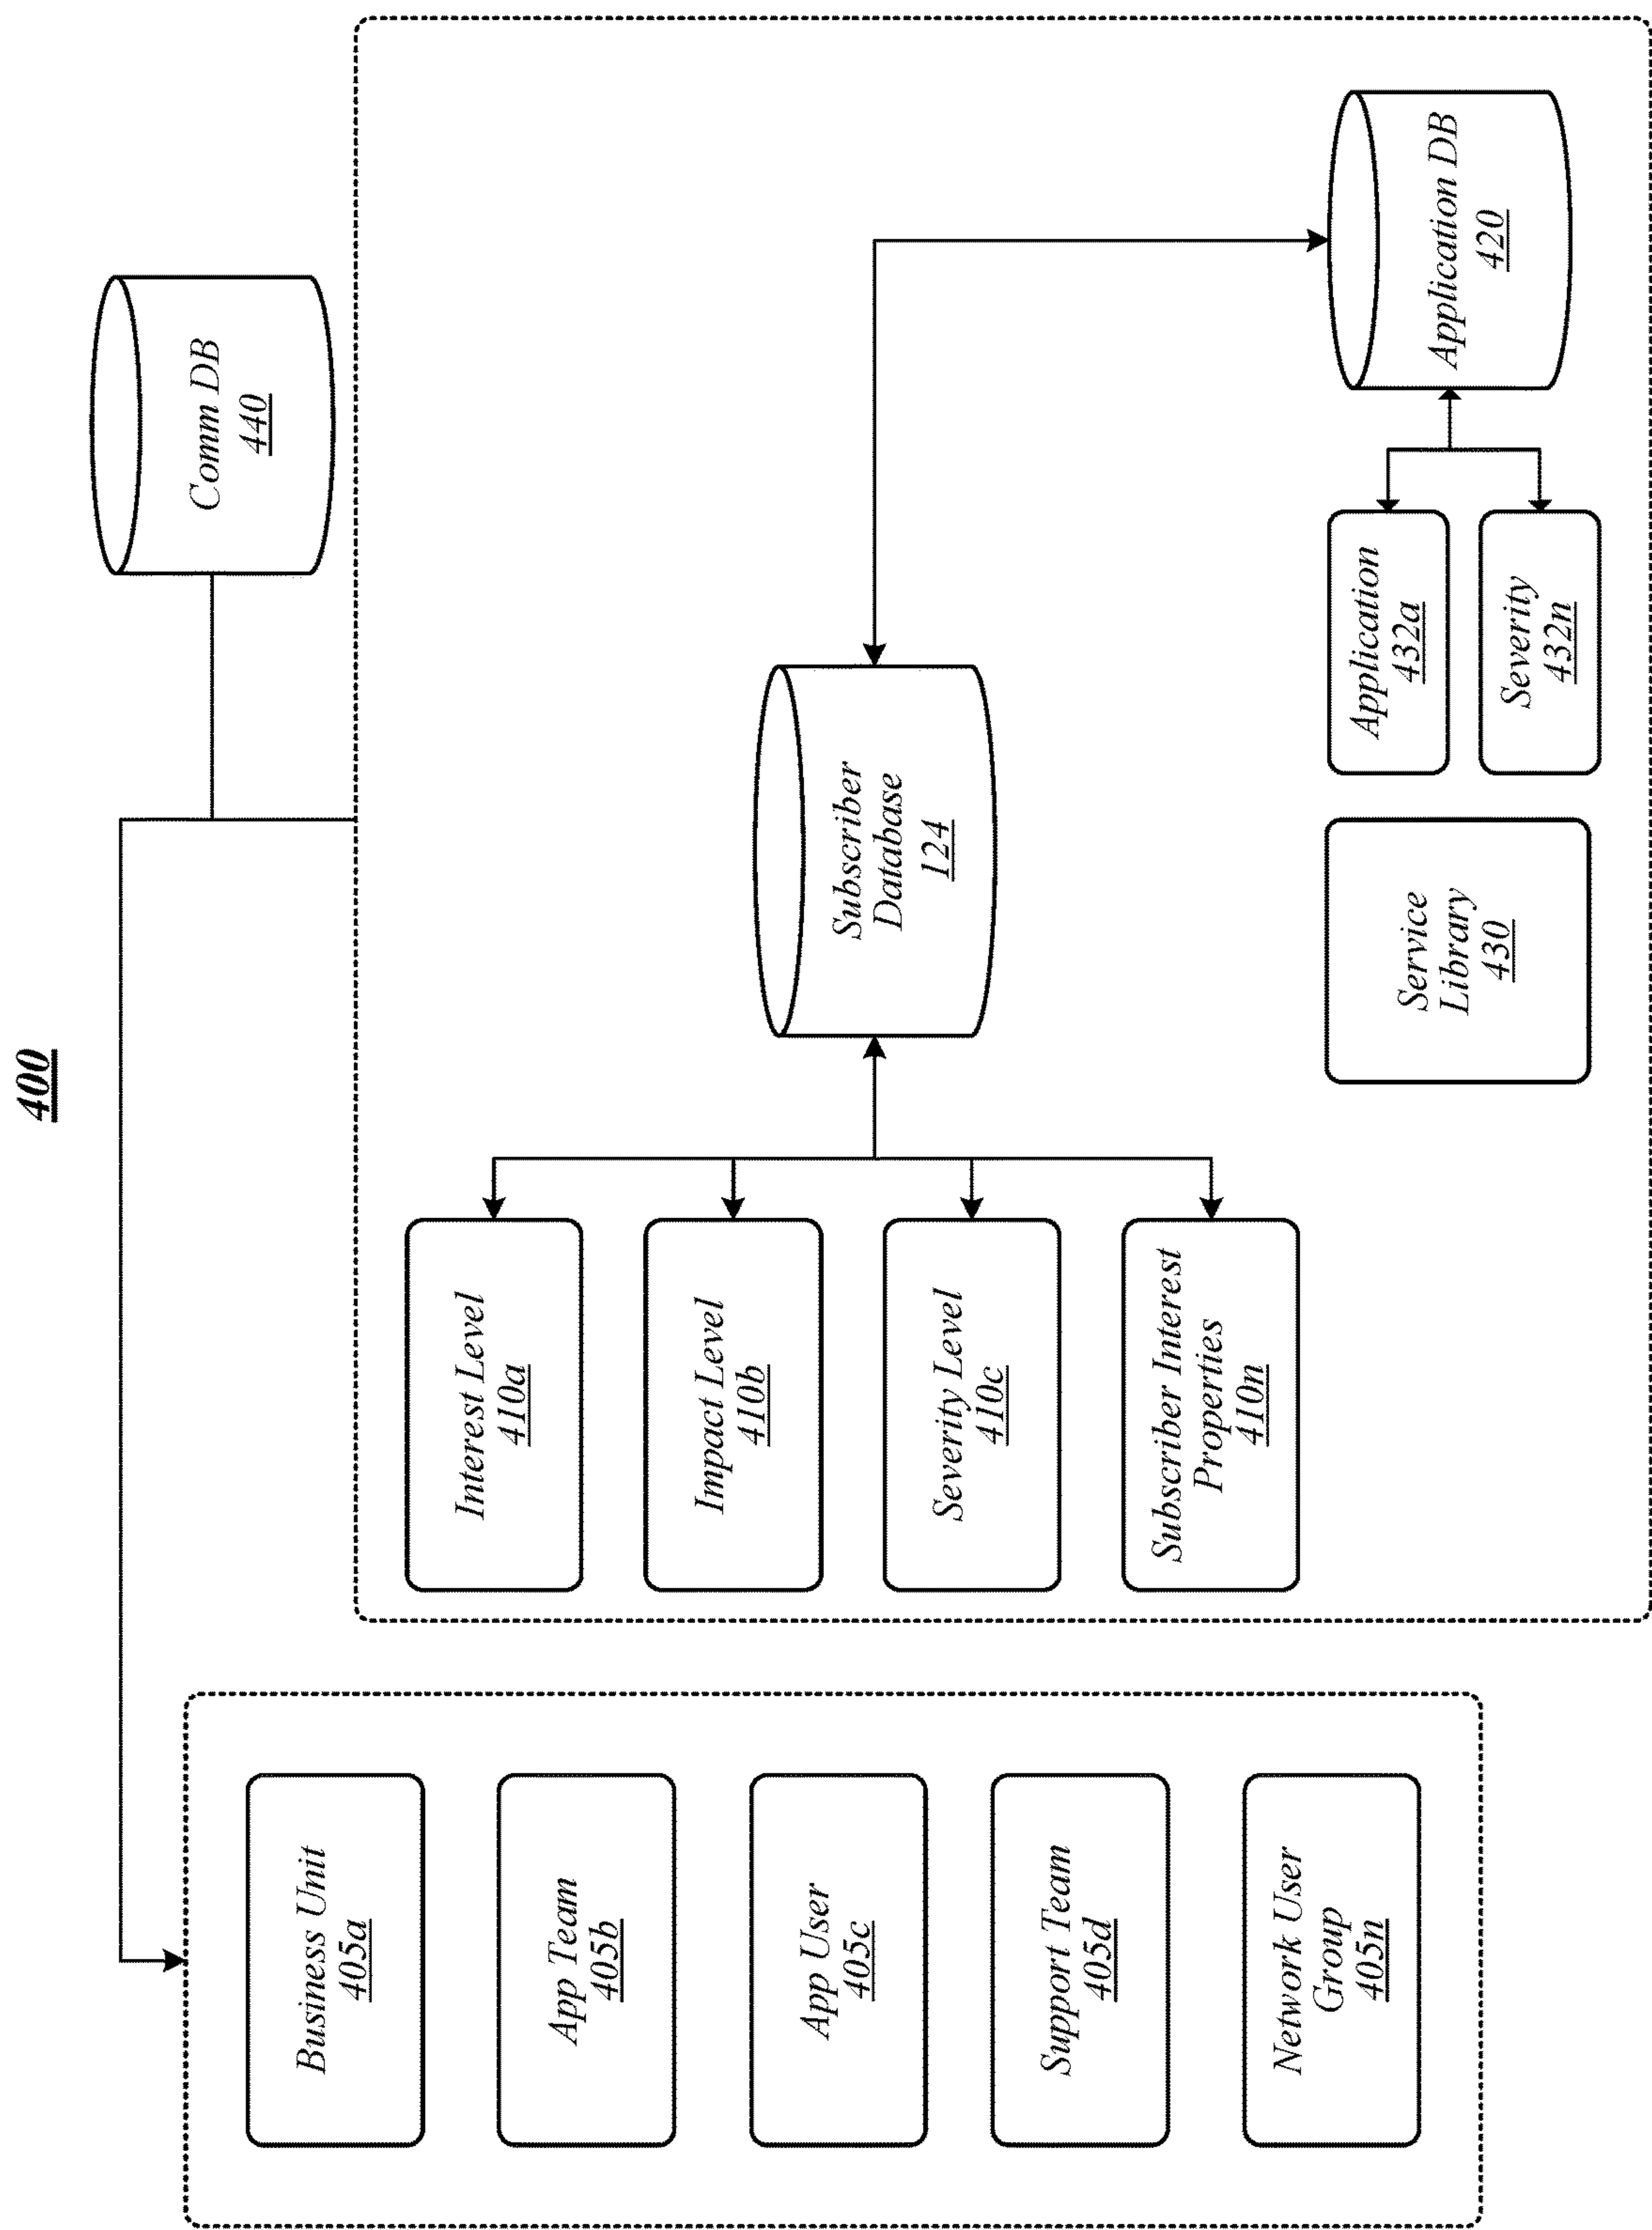 400
Comm DB
440
Business Unit
405a
App Team
405b
App User
405c
Support Team
405d
Network User
Group
405n
Interest Level
410a
Impact Level
410b
Severity Level
410c
Subscriber Interest
Properties
410n
Subscriber
Database
124
Service
Library
430
Application
432a
Severity
432n
Application DB
420